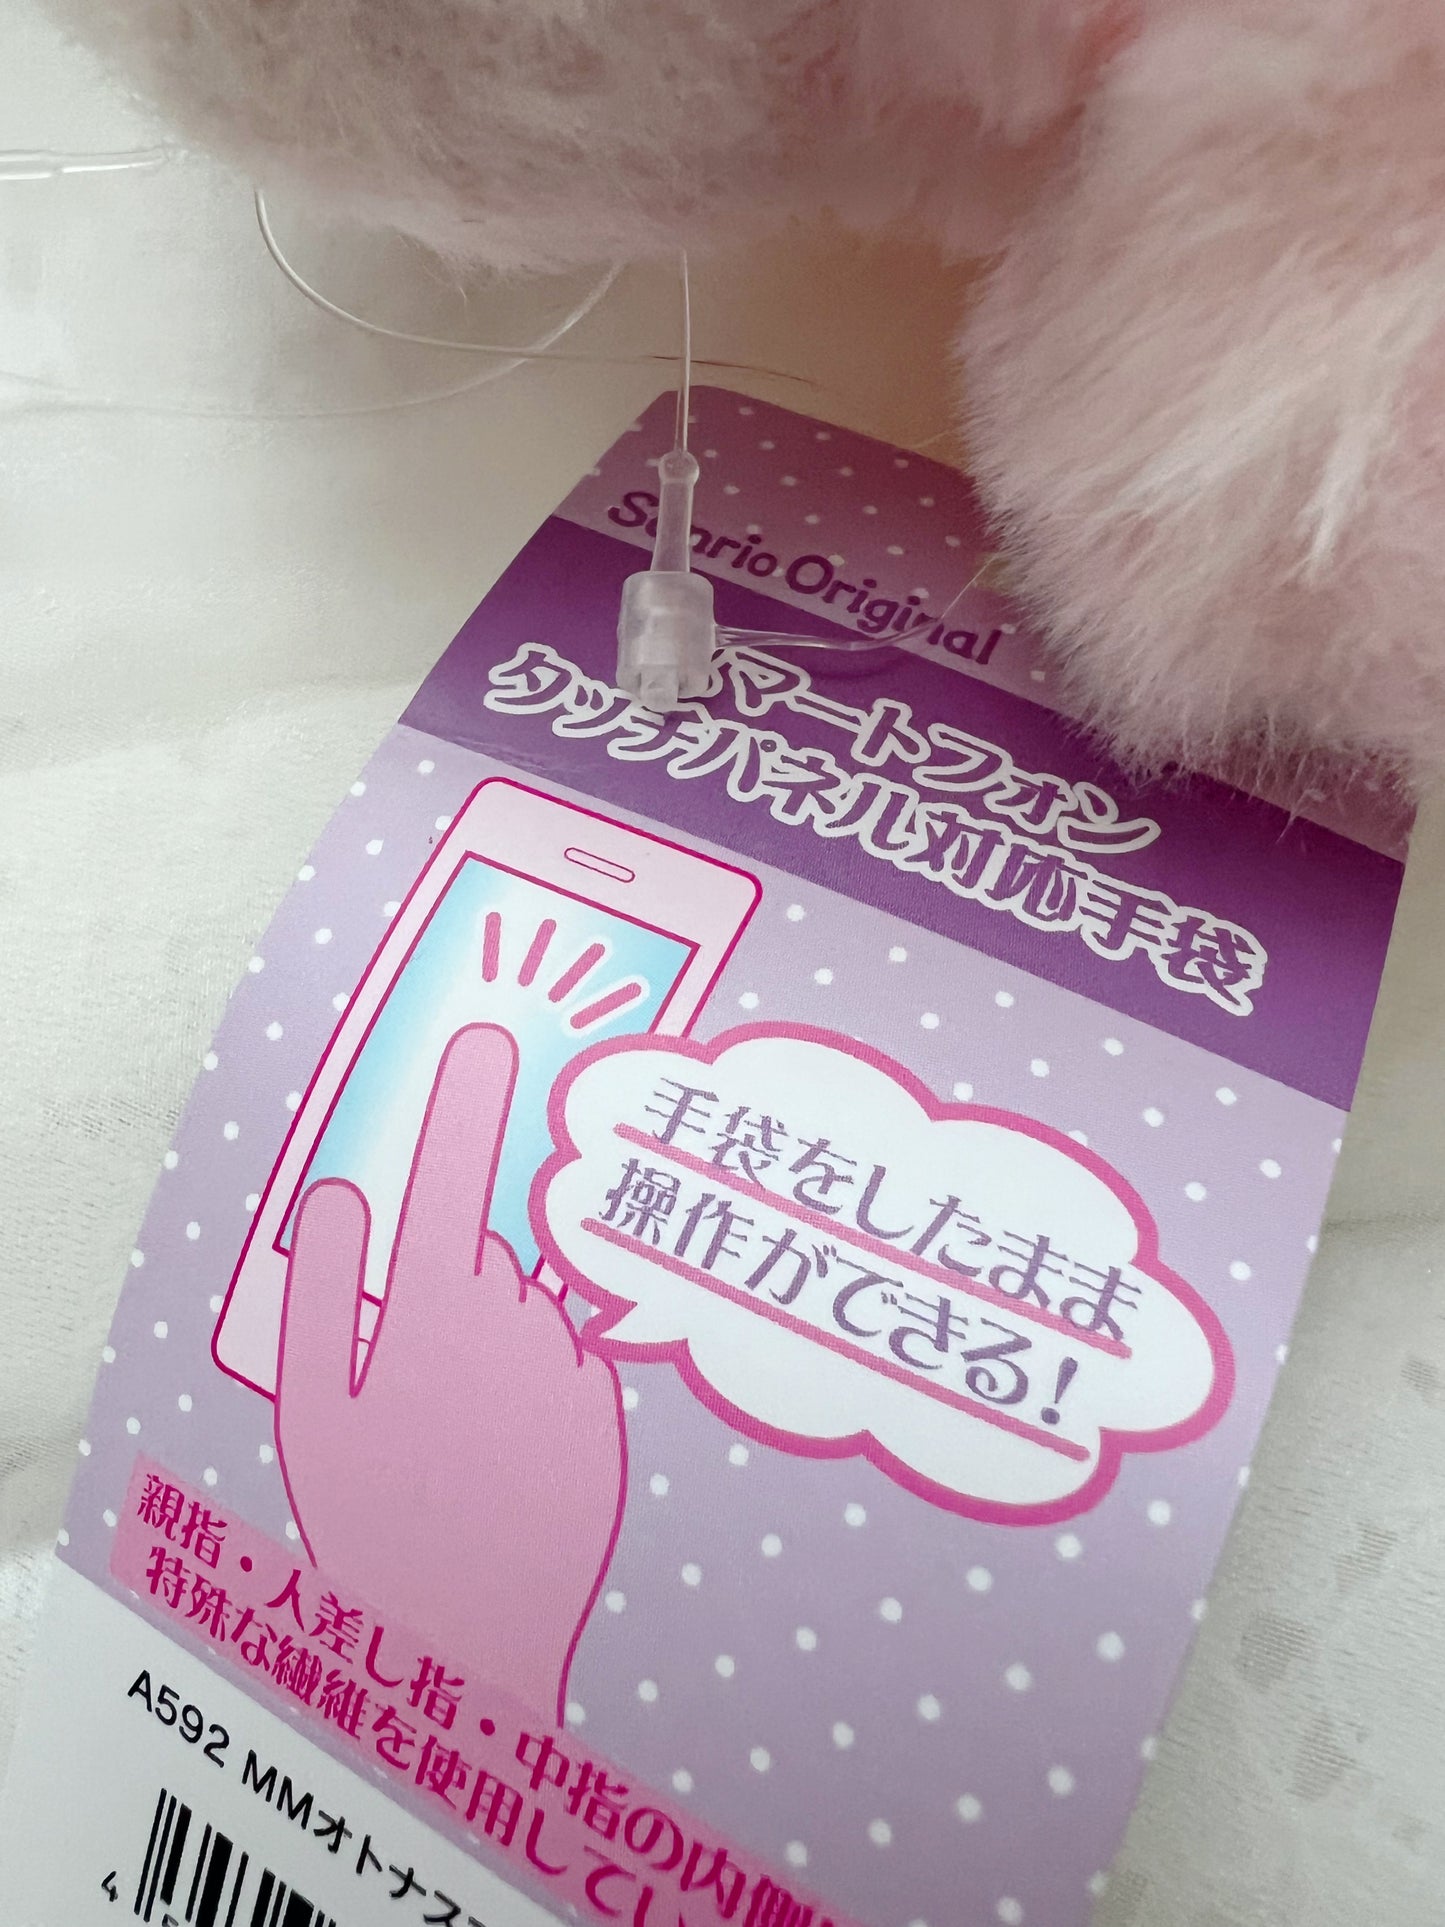 Sanrio Original
スマートフォン
タッチパネル対応手袋
手袋をしたまま
操作ができる!
親指・人差し指・中指の内側
特殊な繊維を使用してい
A592 MMオトナス
4